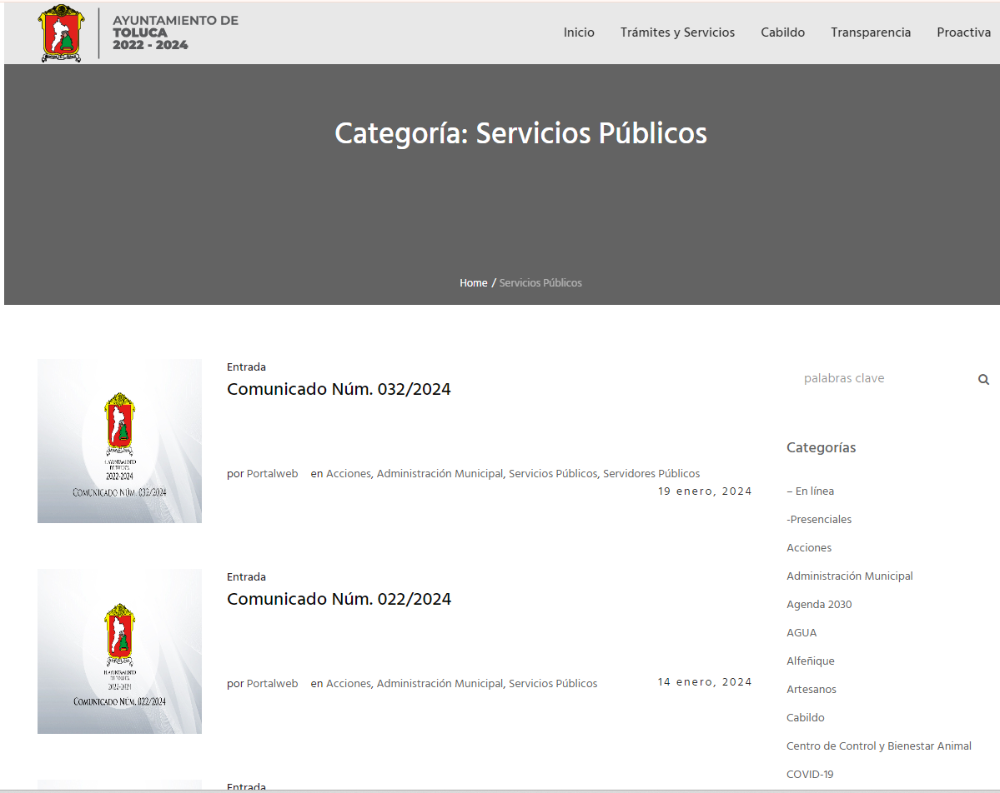 AYUNTAMIENTO DE
TOLUCA
2022 - 2024
Inicio Trámites y Servicios Cabildo Transparencia Proactiva
Categoría: Servicios Públicos
Home / Servicios Públicos
Entrada
Comunicado Núm. 032/2024
por Portalweb en Acciones, Administración Municipal, Servicios Públicos, Servidores Públicos
19 enero, 2024
H. AYUNTAMIENTO
DE TOLUCA
2022-2024
COMUNICADO NÚM. 032/2024
Entrada
Comunicado Núm. 022/2024
por Portalweb en Acciones, Administración Municipal, Servicios Públicos
14 enero, 2024
H. AYUNTAMIENTO
DE TOLUCA
2022-2024
COMUNICADO NÚM. 022/2024
Entrada
palabras clave
Categorías
– En línea
-Presenciales
Acciones
Administración Municipal
Agenda 2030
AGUA
Alfeñique
Artesanos
Cabildo
Centro de Control y Bienestar Animal
COVID-19